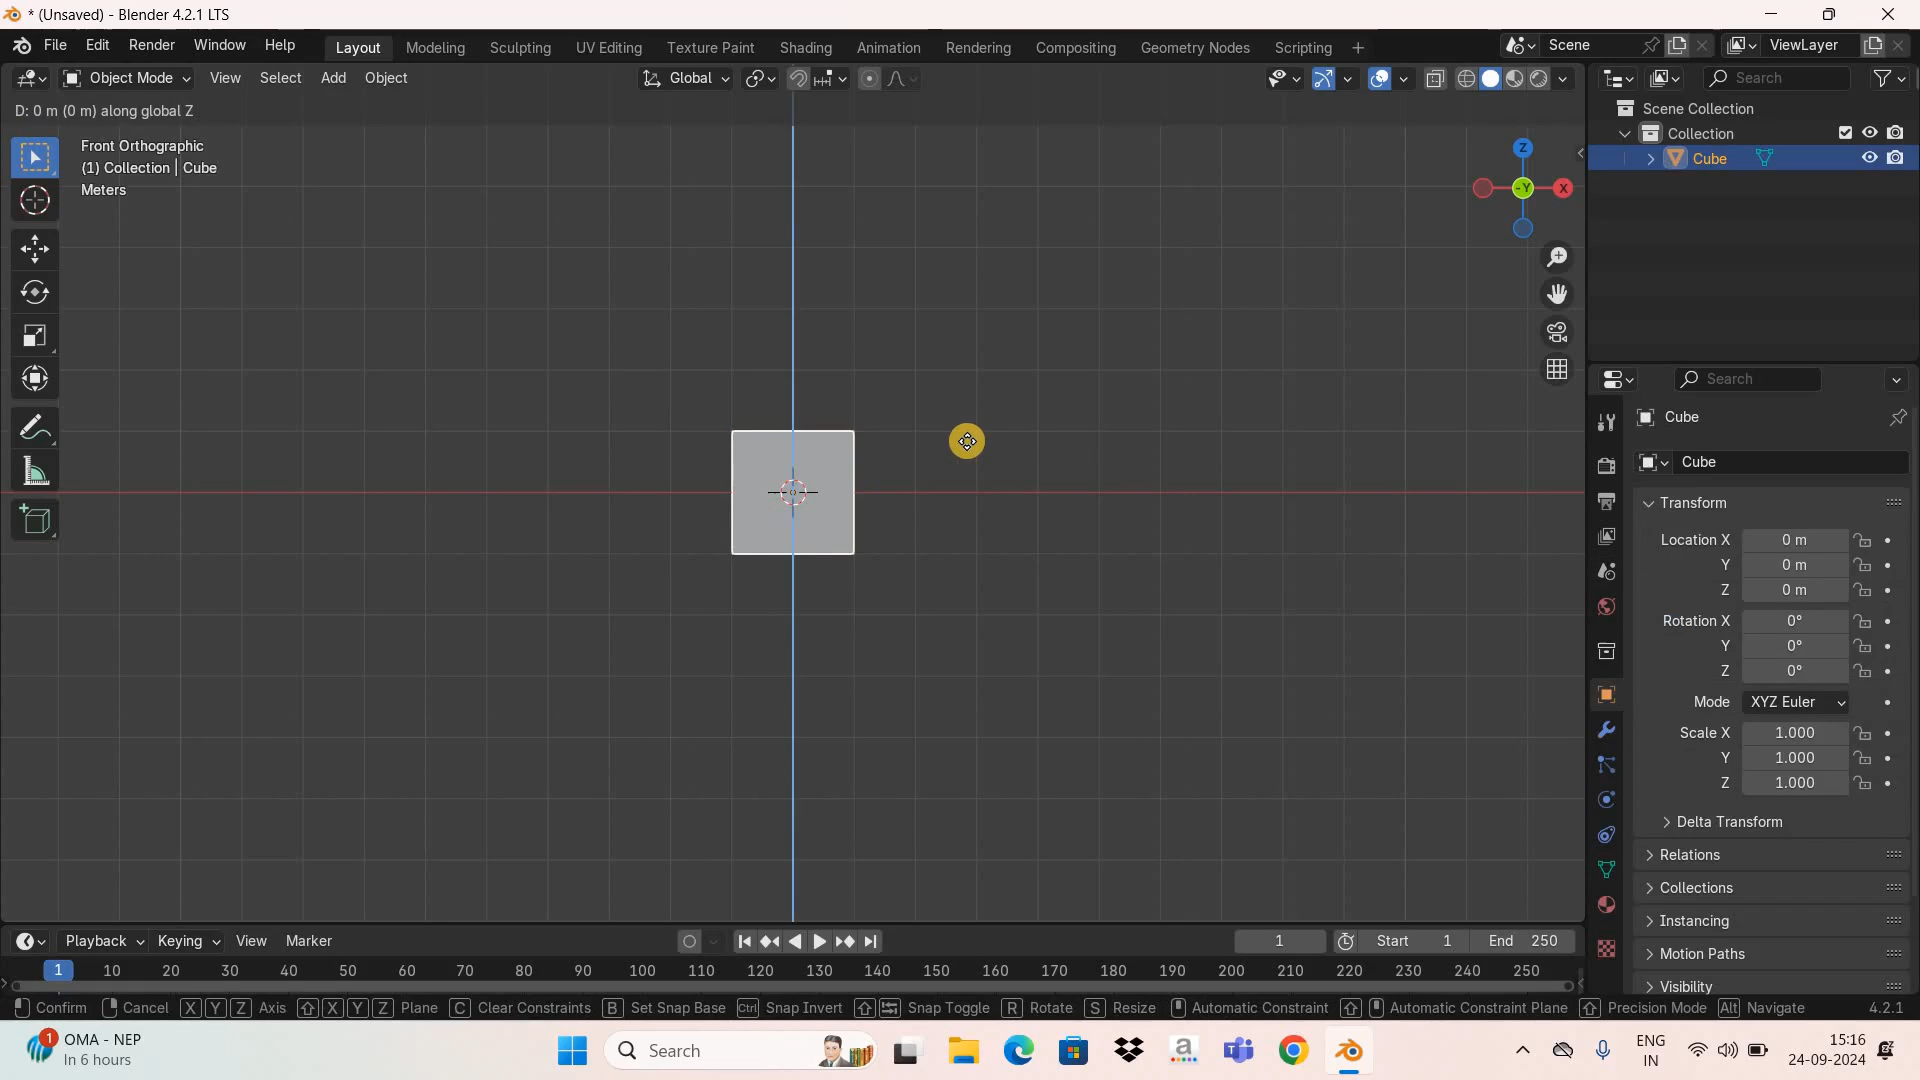 * (Unsaved) - Blender 4.2.1 LTS
File Edit Render Window Help Layout Modeling Sculpting UV Editing Texture Paint Shading Animation Rendering Compositing Geometry Nodes Scripting + Scene ViewLayer
Object Mode View Select Add Object Global Search
D: 0 m (0 m) along global Z
Scene Collection
Collection
Cube
Front Orthographic
(1) Collection | Cube
Meters
Z
-Y
X
Search
Cube
Cube
Transform
Location X 0 m
Y 0 m
Z 0 m
Rotation X 0°
Y 0°
Z 0°
Mode XYZ Euler
Scale X 1.000
Y 1.000
Z 1.000
Delta Transform
Relations
Collections
Instancing
Motion Paths
Visibility
Playback Keying View Marker 1 Start 1 End 250
1 10 20 30 40 50 60 70 80 90 100 110 120 130 140 150 160 170 180 190 200 210 220 230 240 250
Confirm Cancel X Y Z Axis X Y Z Plane C Clear Constraints B Set Snap Base Ctrl Snap Invert Snap Toggle R Rotate S Resize Automatic Constraint Automatic Constraint Plane Precision Mode Alt Navigate 4.2.1
1
OMA - NEP
In 6 hours
Search
a
ENG
IN
15:16
24-09-2024